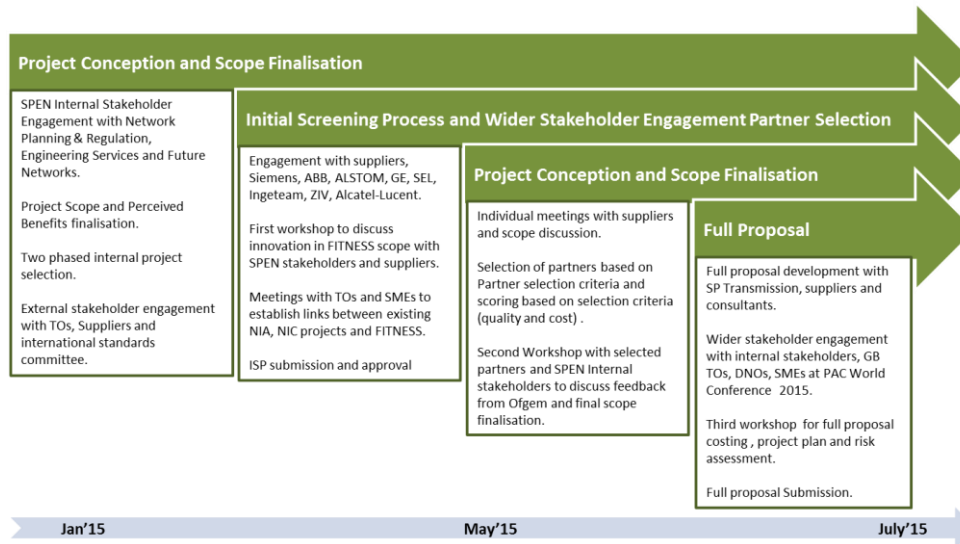 Project Conception and Scope Finalisation
SPEN Internal Stakeholder
Engagement with Network
Planning & Regulation,
Engineering Services and Future
Networks.
Project Scope and Perceived
Benefits finalisation.
Two phased internal project
selection.
External stakeholder engagement
with TOs, Suppliers and
international standards
committee.
Initial Screening Process and Wider Stakeholder Engagement Partner Selection
Engagement with suppliers,
Siemens, ABB, ALSTOM, GE, SEL,
Ingeteam, ZIV, Alcatel-Lucent.
First workshop to discuss
innovation in FITNESS scope with
SPEN stakeholders and suppliers.
Meetings with TOs and SMEs to
establish links between existing
NIA, NIC projects and FITNESS.
ISP submission and approval
Project Conception and Scope Finalisation
Individual meetings with suppliers
and scope discussion.
Selection of partners based on
Partner selection criteria and
scoring based on selection criteria
(quality and cost) .
Second Workshop with selected
partners and SPEN Internal
stakeholders to discuss feedback
from Ofgem and final scope
finalisation.
Full Proposal
Full proposal development with
SP Transmission, suppliers and
consultants.
Wider stakeholder engagement
with internal stakeholders, GB
TOs, DNOs, SMEs at PAC World
Conference 2015.
Third workshop for full proposal
costing , project plan and risk
assessment.
Full proposal Submission.
Jan'15
May'15
July'15